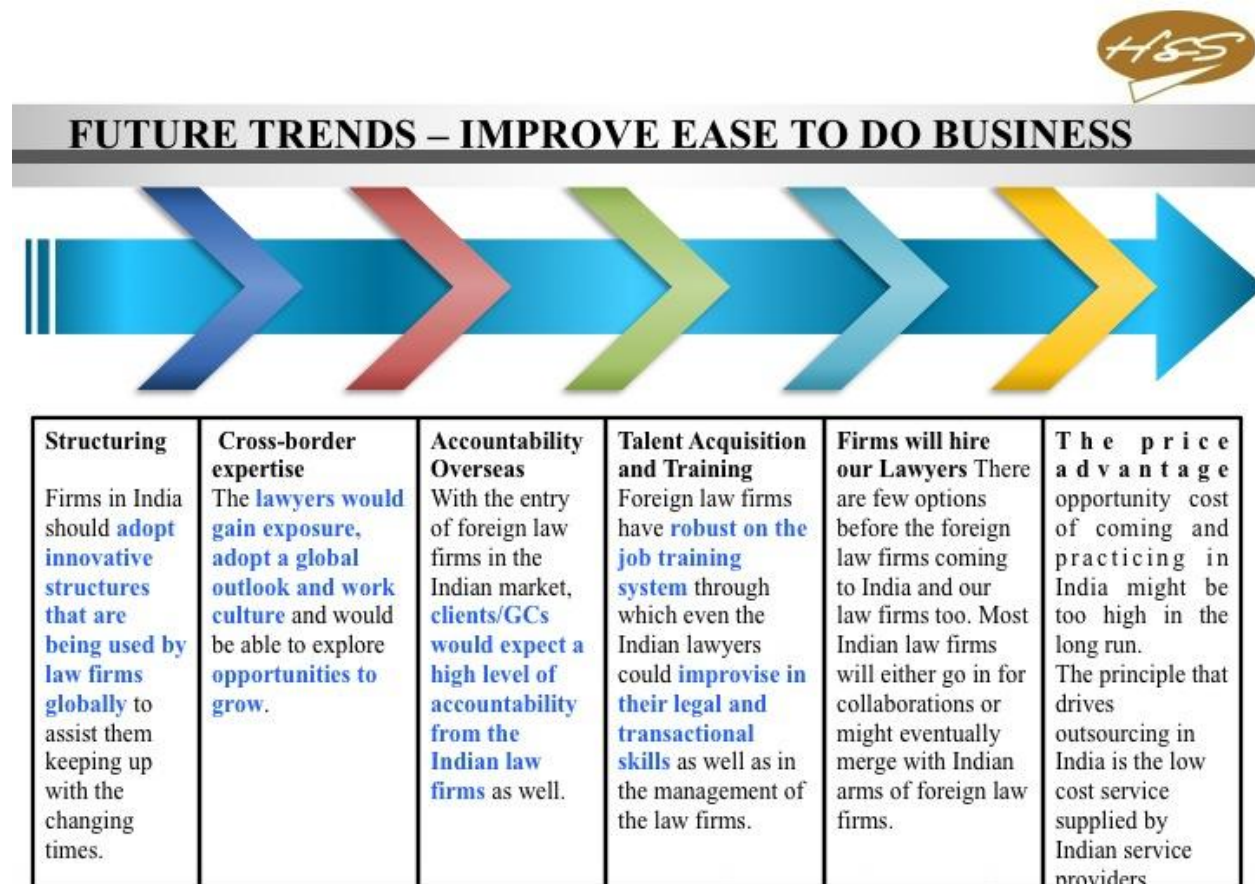 H&S
FUTURE TRENDS – IMPROVE EASE TO DO BUSINESS
Structuring
Firms in India
should adopt
innovative
structures
that are
being used by
law firms
globally to
assist them
keeping up
with the
changing
times.
Cross-border
expertise
The lawyers would
gain exposure,
adopt a global
outlook and work
culture and would
be able to explore
opportunities to
grow.
Accountability
Overseas
With the entry
of foreign law
firms in the
Indian market,
clients/GCs
would expect a
high level of
accountability
from the
Indian law
firms as well.
Talent Acquisition
and Training
Foreign law firms
have robust on the
job training
system through
which even the
Indian lawyers
could improvise in
their legal and
transactional
skills as well as in
the management of
the law firms.
Firms will hire
our Lawyers There
are few options
before the foreign
law firms coming
to India and our
law firms too. Most
Indian law firms
will either go in for
collaborations or
might eventually
merge with Indian
arms of foreign law
firms.
The price
advantage
opportunity cost
of coming and
practicing in
India might be
too high in the
long run.
The principle that
drives
outsourcing in
India is the low
cost service
supplied by
Indian service
providers